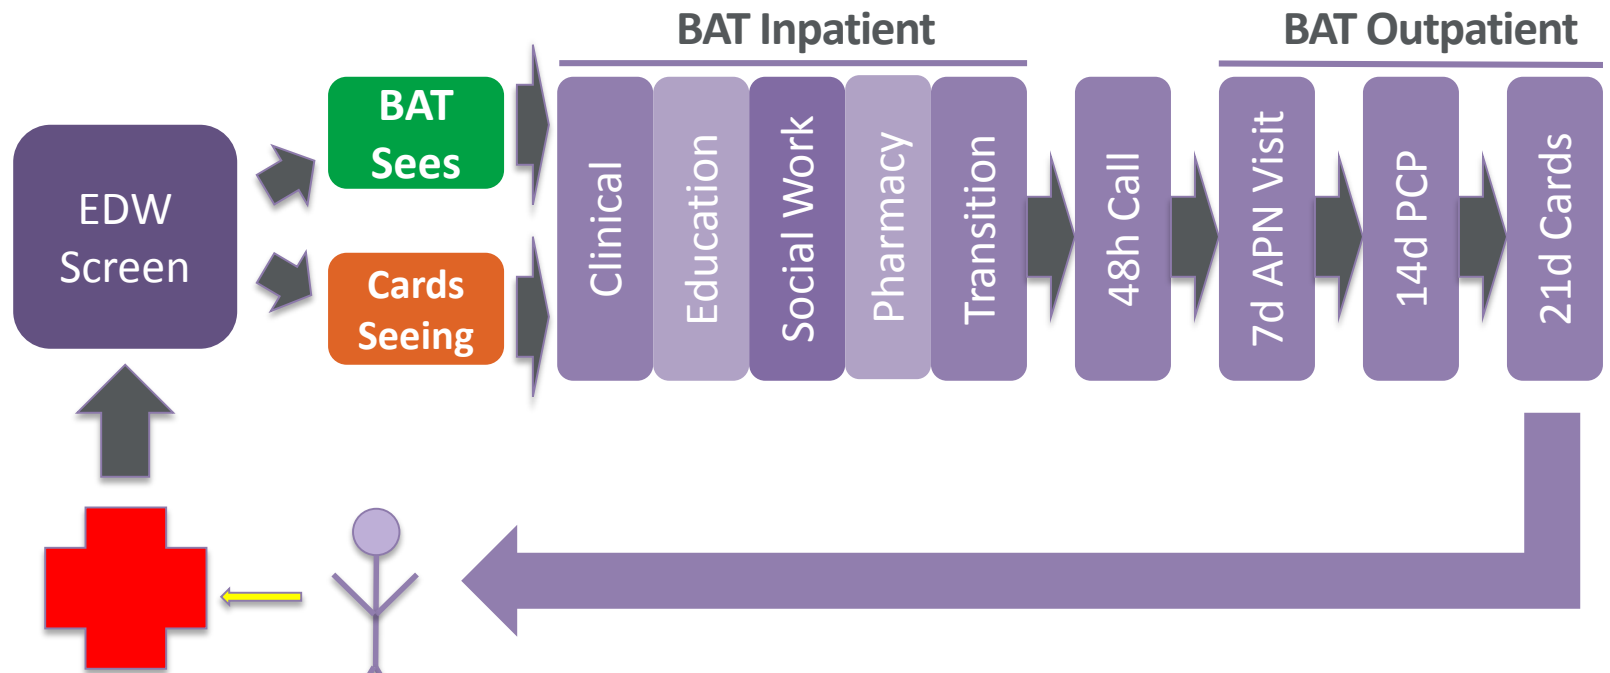 BAT Inpatient
BAT Outpatient
EDW
Screen
BAT
Sees
Cards
Seeing
Clinical
Education
Social Work
Pharmacy
Transition
48h Call
7d APN Visit
14d PCP
21d Cards